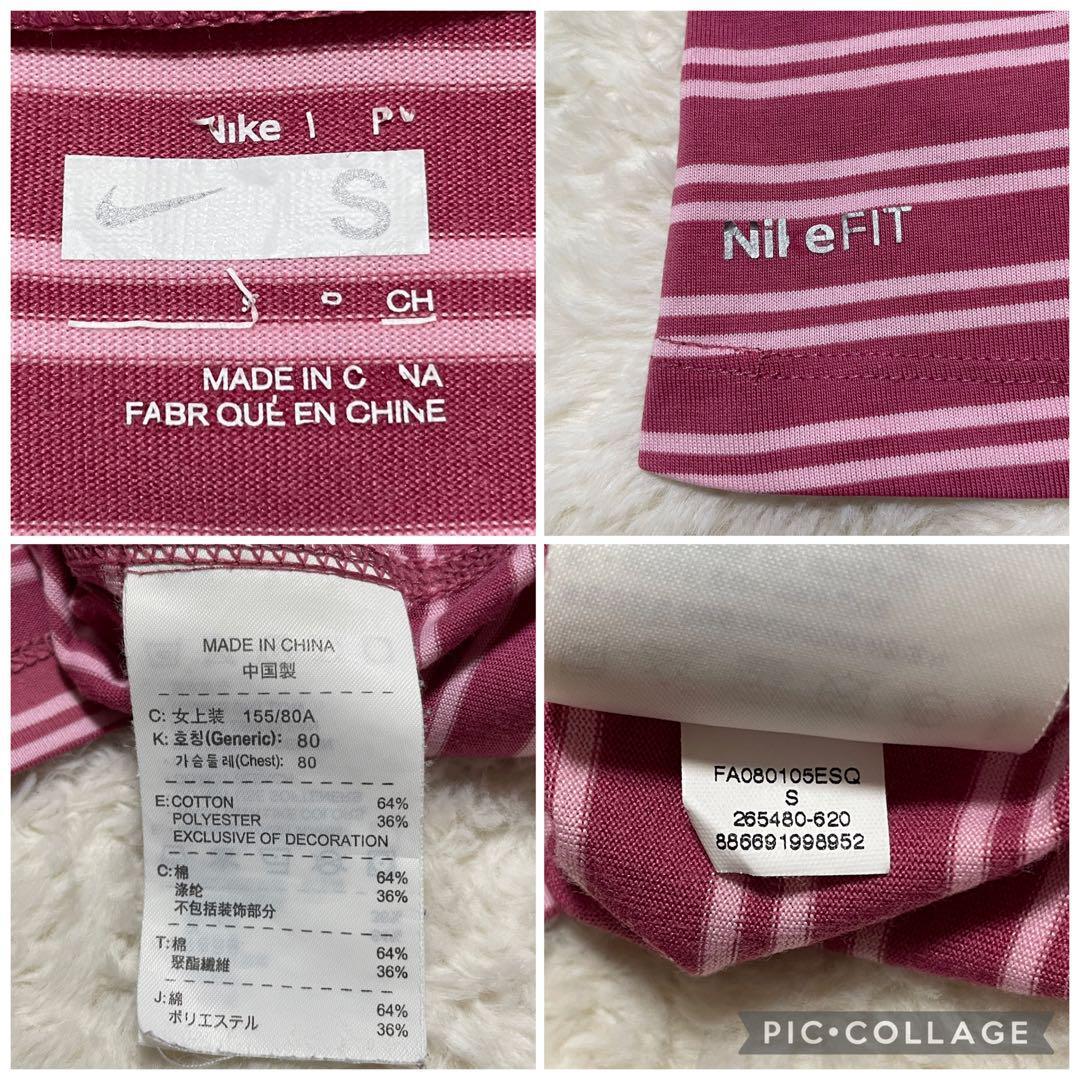 Nike
S
CH
MADE IN C NA
FABR QUÉ EN CHINE
Nil eFIT
MADE IN CHINA
中国製
C: 女上装 155/80A
K: 호칭(Generic): 80
가슴둘레(Chest): 80
E: COTTON 64%
POLYESTER 36%
EXCLUSIVE OF DECORATION
C: 棉 64%
涤纶 36%
不包括装饰部分
T: 棉 64%
聚酯纖維 36%
J: 綿 64%
ポリエステル 36%
FA080105ESQ
S
265480-620
886691998952
PIC•COLLAGE